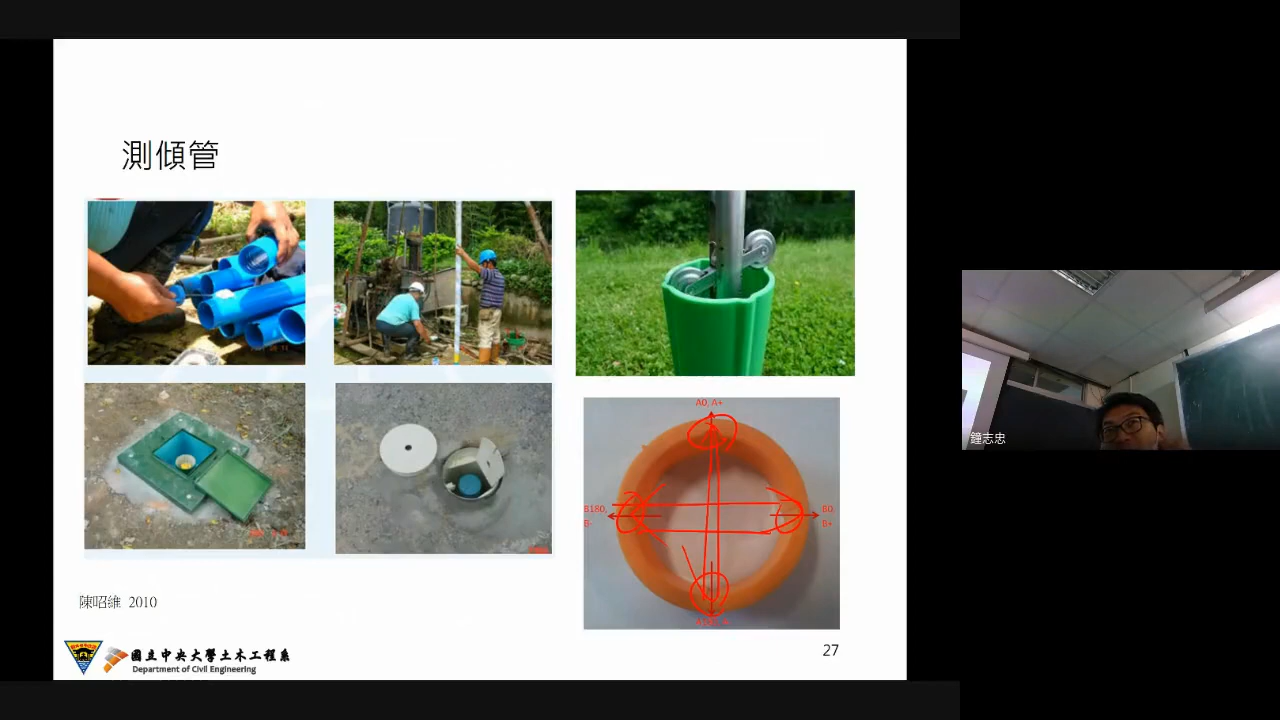 測傾管
A0, A+
B180,
B-
B0
B+
陳昭維 2010
國立中央大學土木工程系
Department of Civil Engineering
27
鐘志忠